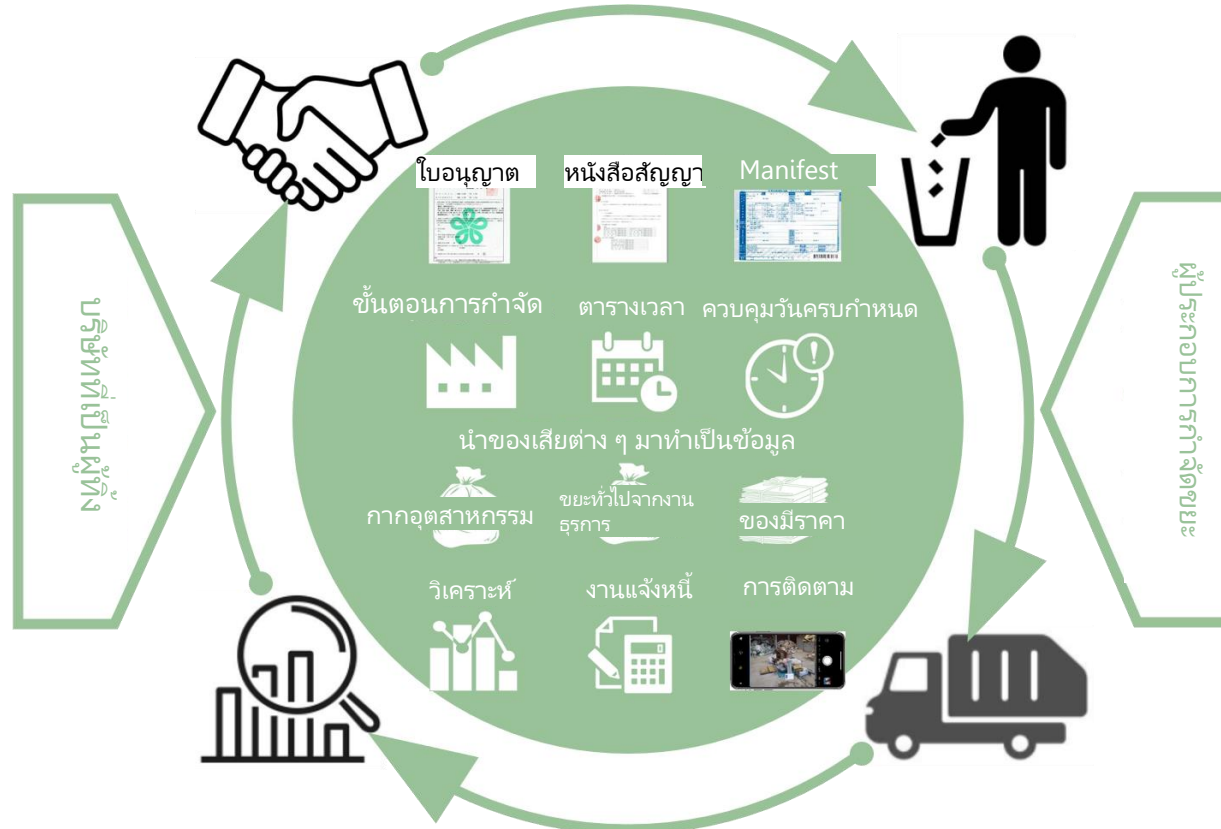 ใบอนุญาต
หนังสือสัญญา
Manifest
ขั้นตอนการกำจัด
ตารางเวลา
ควบคุมวันครบกำหนด
บริษัทที่เป็นผู้ทิ้ง
ผู้ประกอบการกำจัดขยะ
นำของเสียต่าง ๆ มาทำเป็นข้อมูล
กากอุตสาหกรรม
ขยะทั่วไปจากงาน
ธุรการ
ของมีราคา
วิเคราะห์
งานแจ้งหนี้
การติดตาม